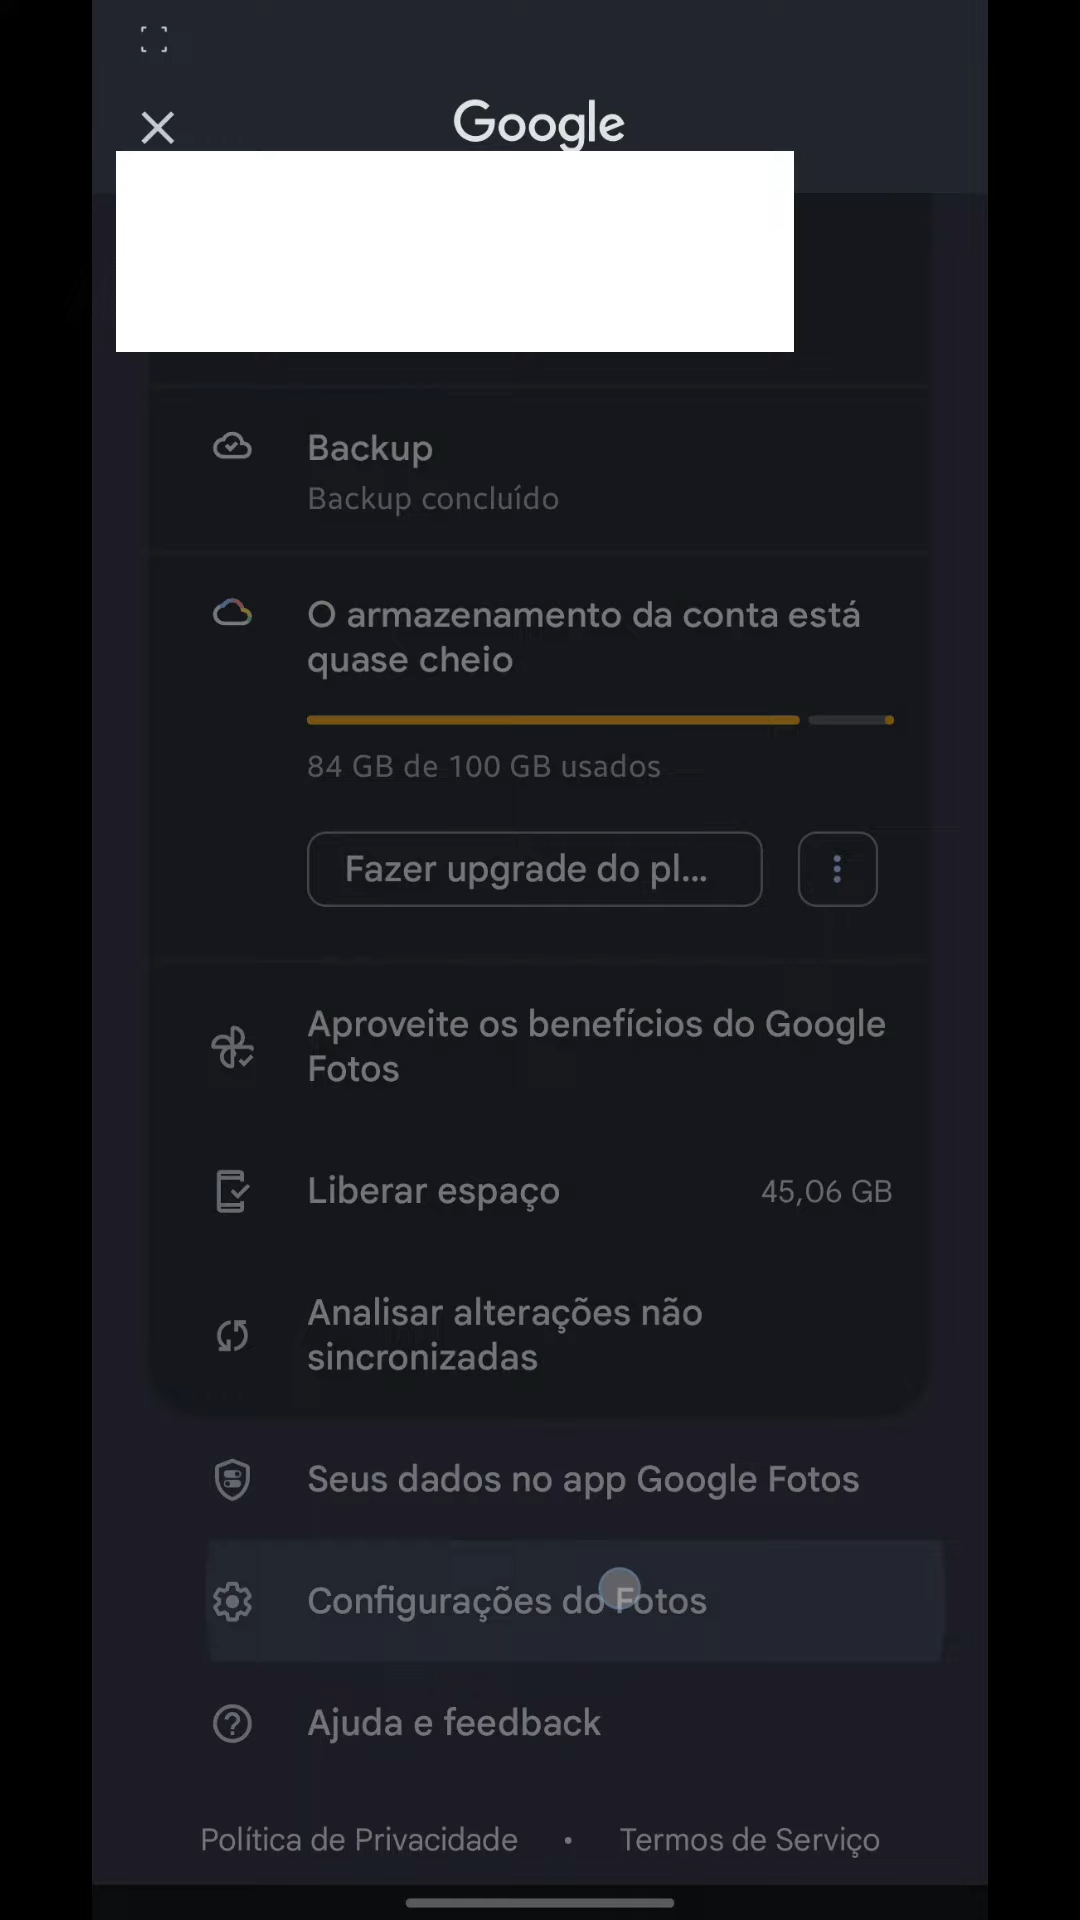 Google
Backup
Backup concluído
O armazenamento da conta está
quase cheio
84 GB de 100 GB usados
Fazer upgrade do pl...
Aproveite os benefícios do Google
Fotos
Liberar espaço 45,06 GB
Analisar alterações não
sincronizadas
Seus dados no app Google Fotos
Configurações do Fotos
Ajuda e feedback
Política de Privacidade • Termos de Serviço